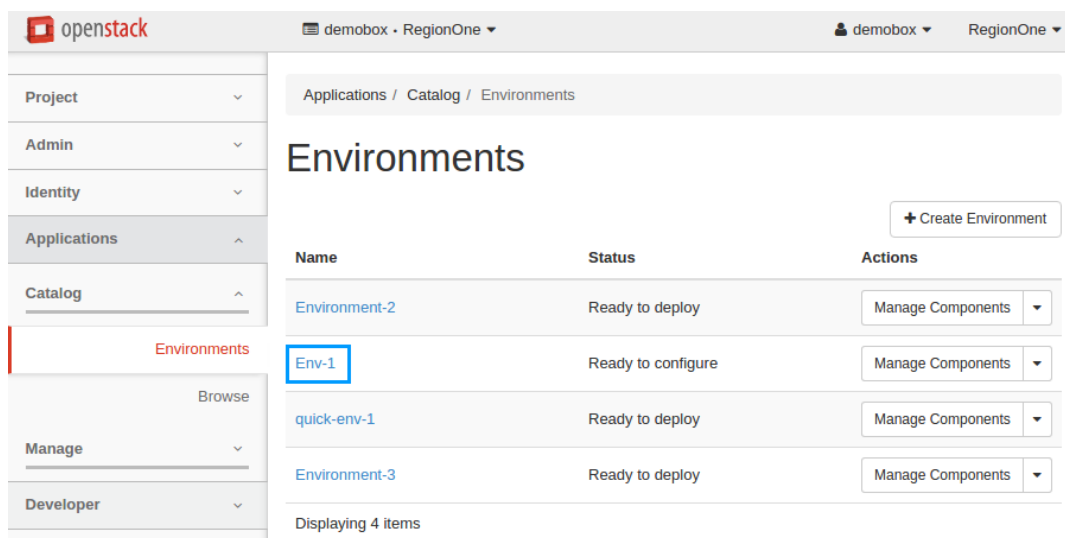 openstack
demobox • RegionOne
demobox
RegionOne
Project
Admin
Identity
Applications
Catalog
Environments
Browse
Manage
Developer
Applications / Catalog / Environments
Environments
+ Create Environment
Name Status Actions
Environment-2 Ready to deploy Manage Components
Env-1 Ready to configure Manage Components
quick-env-1 Ready to deploy Manage Components
Environment-3 Ready to deploy Manage Components
Displaying 4 items